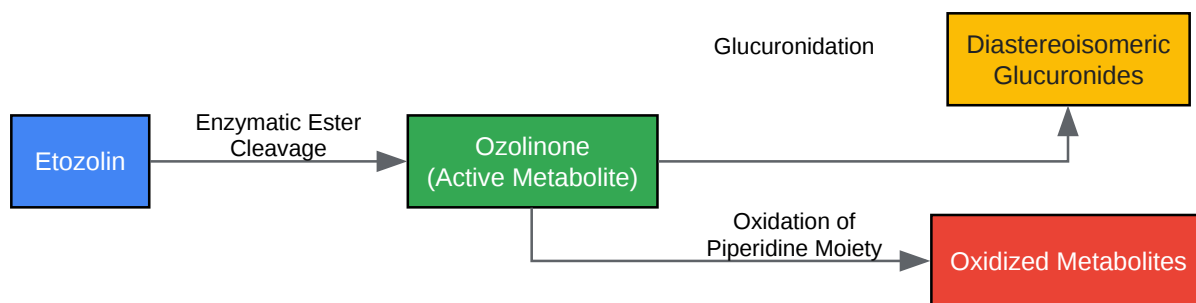 Glucuronidation
Diastereoisomeric
Glucuronides
Enzymatic Ester
Cleavage
Etozolin
Ozolinone
(Active Metabolite)
Oxidation of
Piperidine Moiety
Oxidized Metabolites